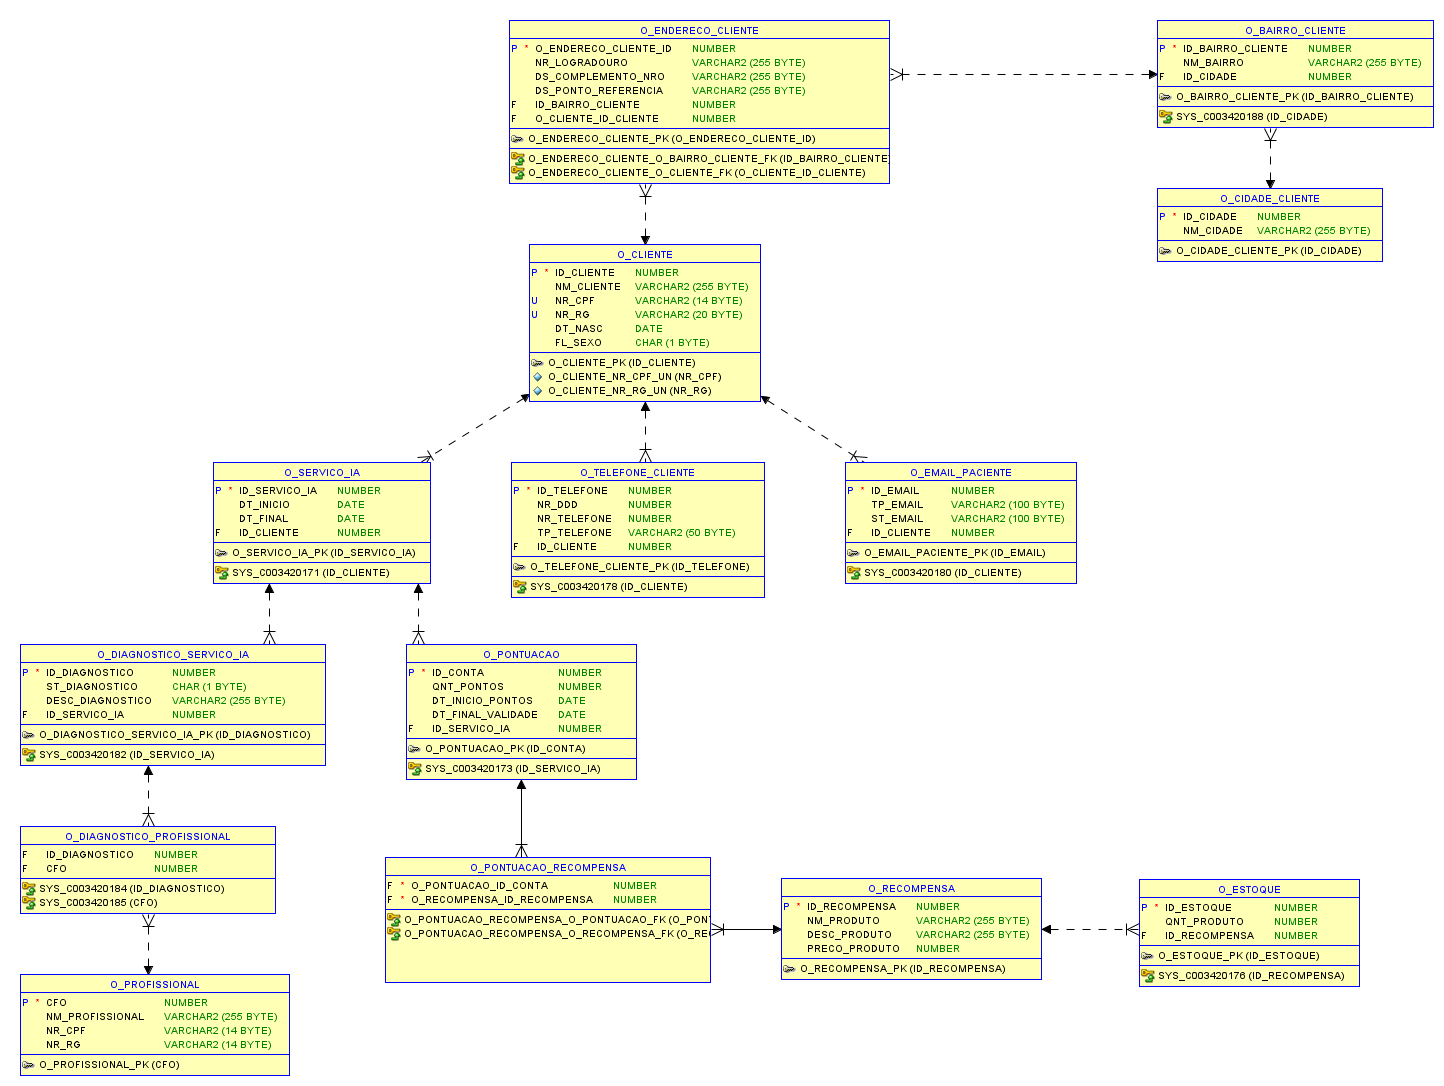 O_ENDERECO_CLIENTE
P * O_ENDERECO_CLIENTE_ID NUMBER
NR_LOGRADOURO VARCHAR2 (255 BYTE)
DS_COMPLEMENTO_NRO VARCHAR2 (255 BYTE)
DS_PONTO_REFERENCIA VARCHAR2 (255 BYTE)
F ID_BAIRRO_CLIENTE NUMBER
F O_CLIENTE_ID_CLIENTE NUMBER
O_ENDERECO_CLIENTE_PK (O_ENDERECO_CLIENTE_ID)
O_ENDERECO_CLIENTE_O_BAIRRO_CLIENTE_FK (ID_BAIRRO_CLIENTE
O_ENDERECO_CLIENTE_O_CLIENTE_FK (O_CLIENTE_ID_CLIENTE)
O_BAIRRO_CLIENTE
P * ID_BAIRRO_CLIENTE NUMBER
NM_BAIRRO VARCHAR2 (255 BYTE)
F ID_CIDADE NUMBER
O_BAIRRO_CLIENTE_PK (ID_BAIRRO_CLIENTE)
SYS_C003420188 (ID_CIDADE)
O_CIDADE_CLIENTE
P * ID_CIDADE NUMBER
NM_CIDADE VARCHAR2 (255 BYTE)
O_CIDADE_CLIENTE_PK (ID_CIDADE)
O_CLIENTE
P * ID_CLIENTE NUMBER
NM_CLIENTE VARCHAR2 (255 BYTE)
U NR_CPF VARCHAR2 (14 BYTE)
U NR_RG VARCHAR2 (20 BYTE)
DT_NASC DATE
FL_SEXO CHAR (1 BYTE)
O_CLIENTE_PK (ID_CLIENTE)
O_CLIENTE_NR_CPF_UN (NR_CPF)
O_CLIENTE_NR_RG_UN (NR_RG)
O_SERVICO_IA
P * ID_SERVICO_IA NUMBER
DT_INICIO DATE
DT_FINAL DATE
F ID_CLIENTE NUMBER
O_SERVICO_IA_PK (ID_SERVICO_IA)
SYS_C003420171 (ID_CLIENTE)
O_TELEFONE_CLIENTE
P * ID_TELEFONE NUMBER
NR_DDD NUMBER
NR_TELEFONE NUMBER
TP_TELEFONE VARCHAR2 (50 BYTE)
F ID_CLIENTE NUMBER
O_TELEFONE_CLIENTE_PK (ID_TELEFONE)
SYS_C003420178 (ID_CLIENTE)
O_EMAIL_PACIENTE
P * ID_EMAIL NUMBER
TP_EMAIL VARCHAR2 (100 BYTE)
ST_EMAIL VARCHAR2 (100 BYTE)
F ID_CLIENTE NUMBER
O_EMAIL_PACIENTE_PK (ID_EMAIL)
SYS_C003420180 (ID_CLIENTE)
O_DIAGNOSTICO_SERVICO_IA
P * ID_DIAGNOSTICO NUMBER
ST_DIAGNOSTICO CHAR (1 BYTE)
DESC_DIAGNOSTICO VARCHAR2 (255 BYTE)
F ID_SERVICO_IA NUMBER
O_DIAGNOSTICO_SERVICO_IA_PK (ID_DIAGNOSTICO)
SYS_C003420182 (ID_SERVICO_IA)
O_PONTUACAO
P * ID_CONTA NUMBER
QNT_PONTOS NUMBER
DT_INICIO_PONTOS DATE
DT_FINAL_VALIDADE DATE
F ID_SERVICO_IA NUMBER
O_PONTUACAO_PK (ID_CONTA)
SYS_C003420173 (ID_SERVICO_IA)
O_DIAGNOSTICO_PROFISSIONAL
F ID_DIAGNOSTICO NUMBER
F CFO NUMBER
SYS_C003420184 (ID_DIAGNOSTICO)
SYS_C003420185 (CFO)
O_PONTUACAO_RECOMPENSA
F * O_PONTUACAO_ID_CONTA NUMBER
F * O_RECOMPENSA_ID_RECOMPENSA NUMBER
O_PONTUACAO_RECOMPENSA_O_PONTUACAO_FK (O_PONT
O_PONTUACAO_RECOMPENSA_O_RECOMPENSA_FK (O_REC
O_RECOMPENSA
P * ID_RECOMPENSA NUMBER
NM_PRODUTO VARCHAR2 (255 BYTE)
DESC_PRODUTO VARCHAR2 (255 BYTE)
PRECO_PRODUTO NUMBER
O_RECOMPENSA_PK (ID_RECOMPENSA)
O_ESTOQUE
P * ID_ESTOQUE NUMBER
QNT_PRODUTO NUMBER
F ID_RECOMPENSA NUMBER
O_ESTOQUE_PK (ID_ESTOQUE)
SYS_C003420176 (ID_RECOMPENSA)
O_PROFISSIONAL
P * CFO NUMBER
NM_PROFISSIONAL VARCHAR2 (255 BYTE)
NR_CPF VARCHAR2 (14 BYTE)
NR_RG VARCHAR2 (14 BYTE)
O_PROFISSIONAL_PK (CFO)